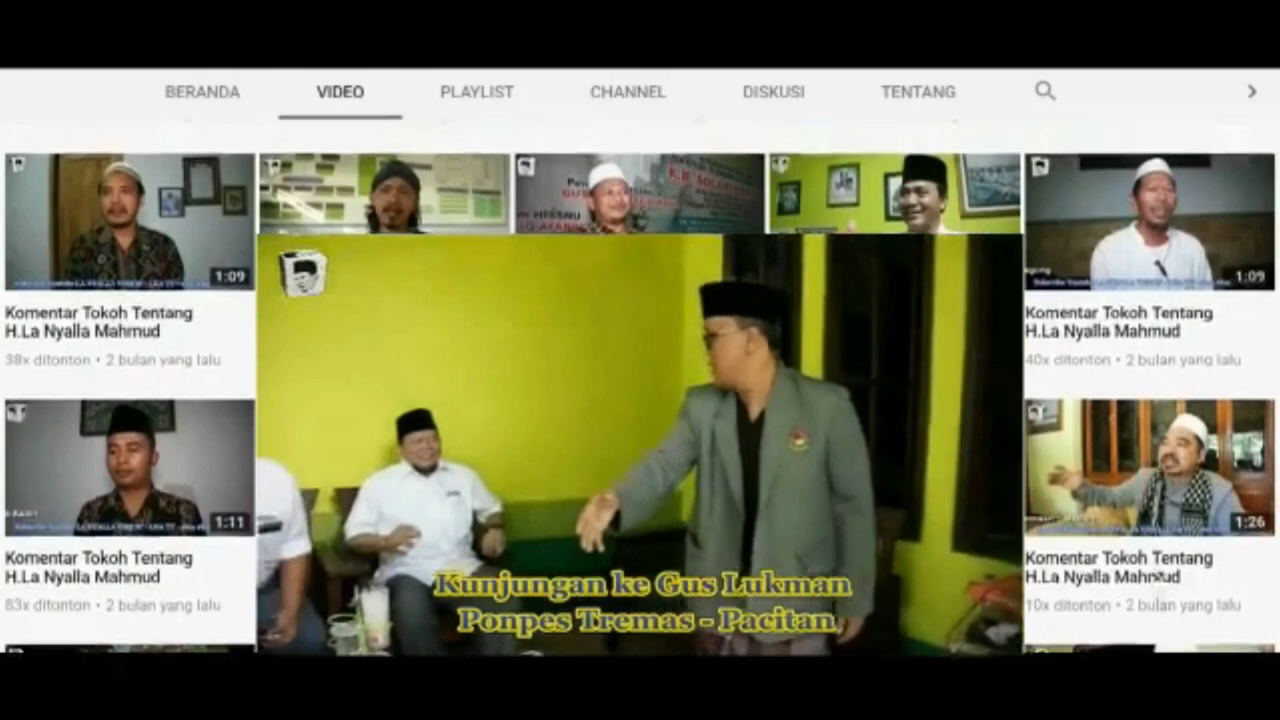 BERANDA
VIDEO
PLAYLIST
CHANNEL
DISKUSI
TENTANG
1:09
Komentar Tokoh Tentang
H.La Nyalla Mahmud
38x ditonton • 2 bulan yang lalu
1:09
Komentar Tokoh Tentang
H.La Nyalla Mahmud
40x ditonton • 2 bulan yang lalu
1:11
Komentar Tokoh Tentang
H.La Nyalla Mahmud
83x ditonton • 2 bulan yang lalu
1:26
Komentar Tokoh Tentang
H.La Nyalla Mahmud
10x ditonton • 2 bulan yang lalu
Kunjungan ke Gus Lukman
Ponpes Tremas - Pacitan